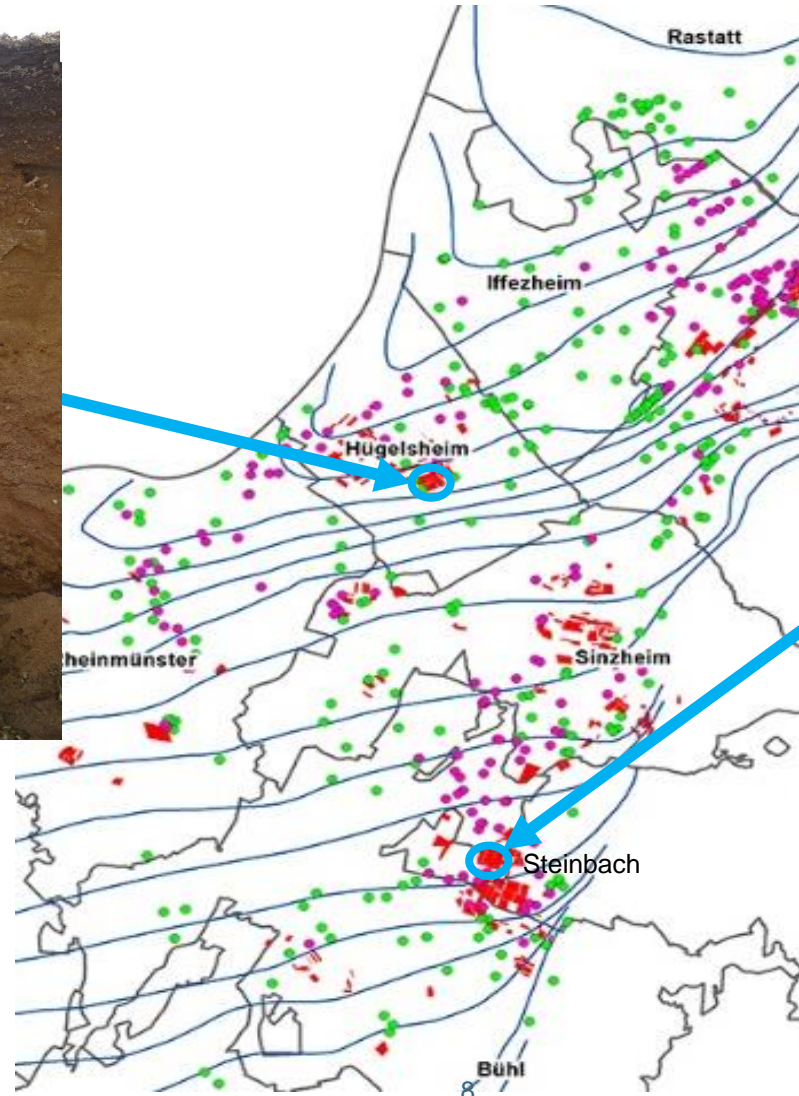 Rastatt
Iffezheim
Hügelsheim
heinmünster
Sinzheim
Steinbach
Bühl
8